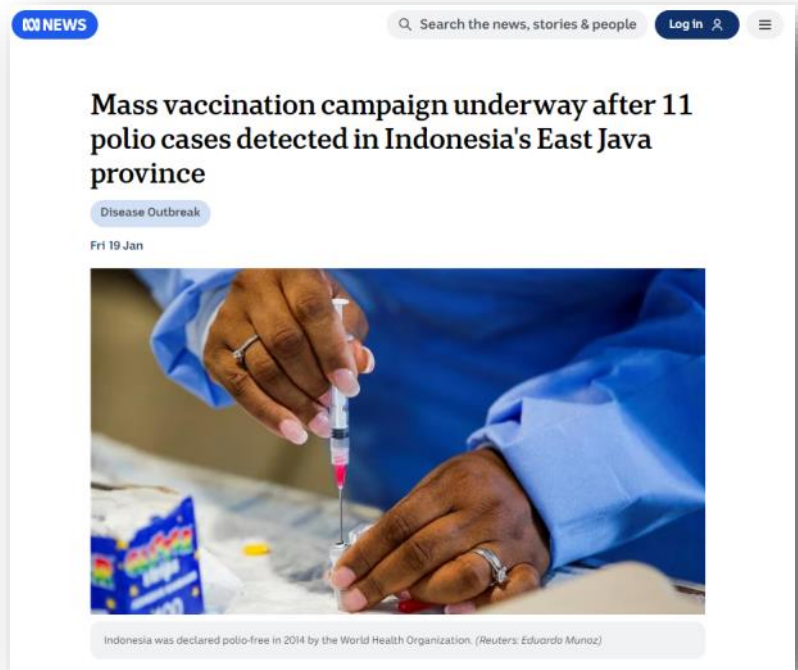 NEWS
Search the news, stories & people
Log in
Mass vaccination campaign underway after 11
polio cases detected in Indonesia's East Java
province
Disease Outbreak
Fri 19 Jan
Indonesia was declared polio-free in 2014 by the World Health Organization. (Reuters: Eduardo Munoz)